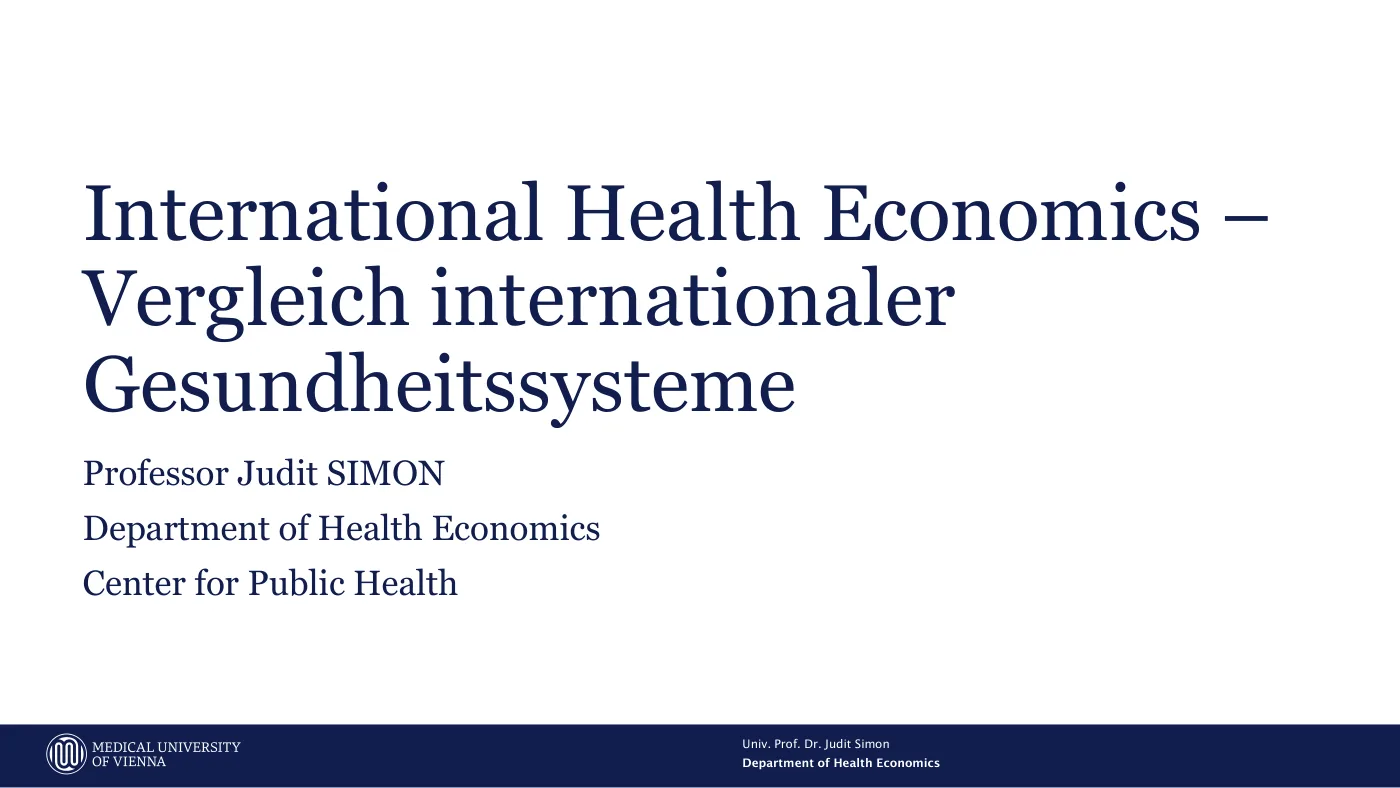 International Health Economics –
Vergleich internationaler
Gesundheitssysteme
Professor Judit SIMON
Department of Health Economics
Center for Public Health
MEDICAL UNIVERSITY
OF VIENNA
Univ. Prof. Dr. Judit Simon
Department of Health Economics